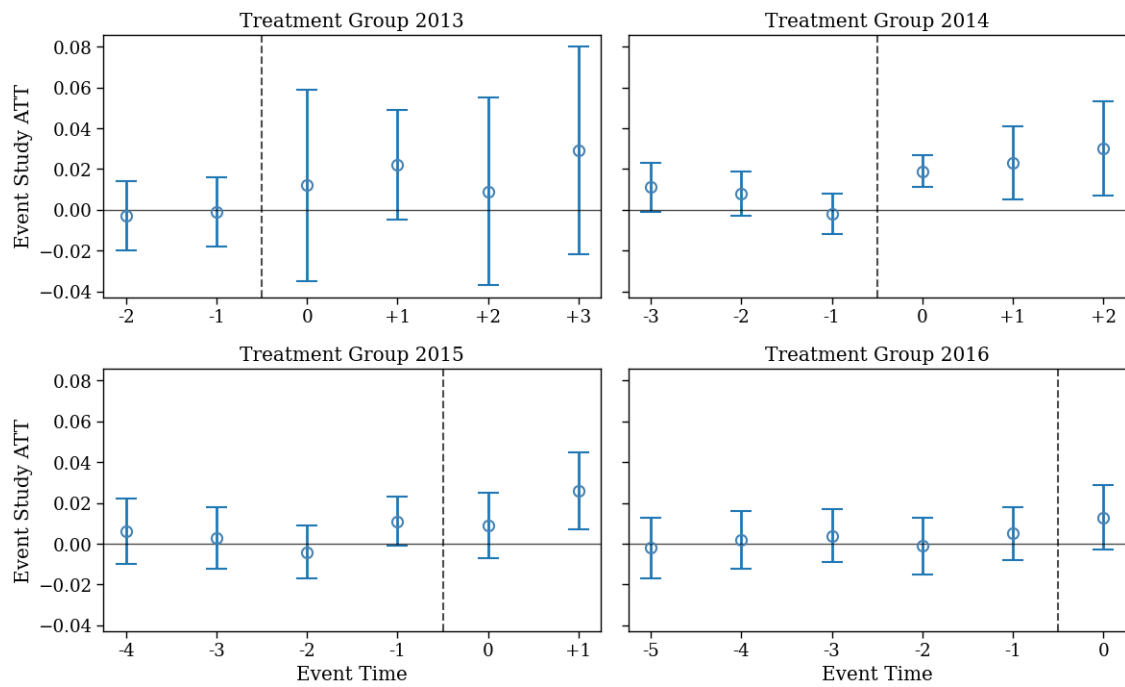 Treatment Group 2013
Treatment Group 2014
Event Study ATT
0.08
0.06
0.04
0.02
0.00
−0.02
−0.04
-2 -1 0 +1 +2 +3
-3 -2 -1 0 +1 +2
Treatment Group 2015
Treatment Group 2016
Event Study ATT
0.08
0.06
0.04
0.02
0.00
−0.02
−0.04
-4 -3 -2 -1 0 +1
-5 -4 -3 -2 -1 0
Event Time
Event Time